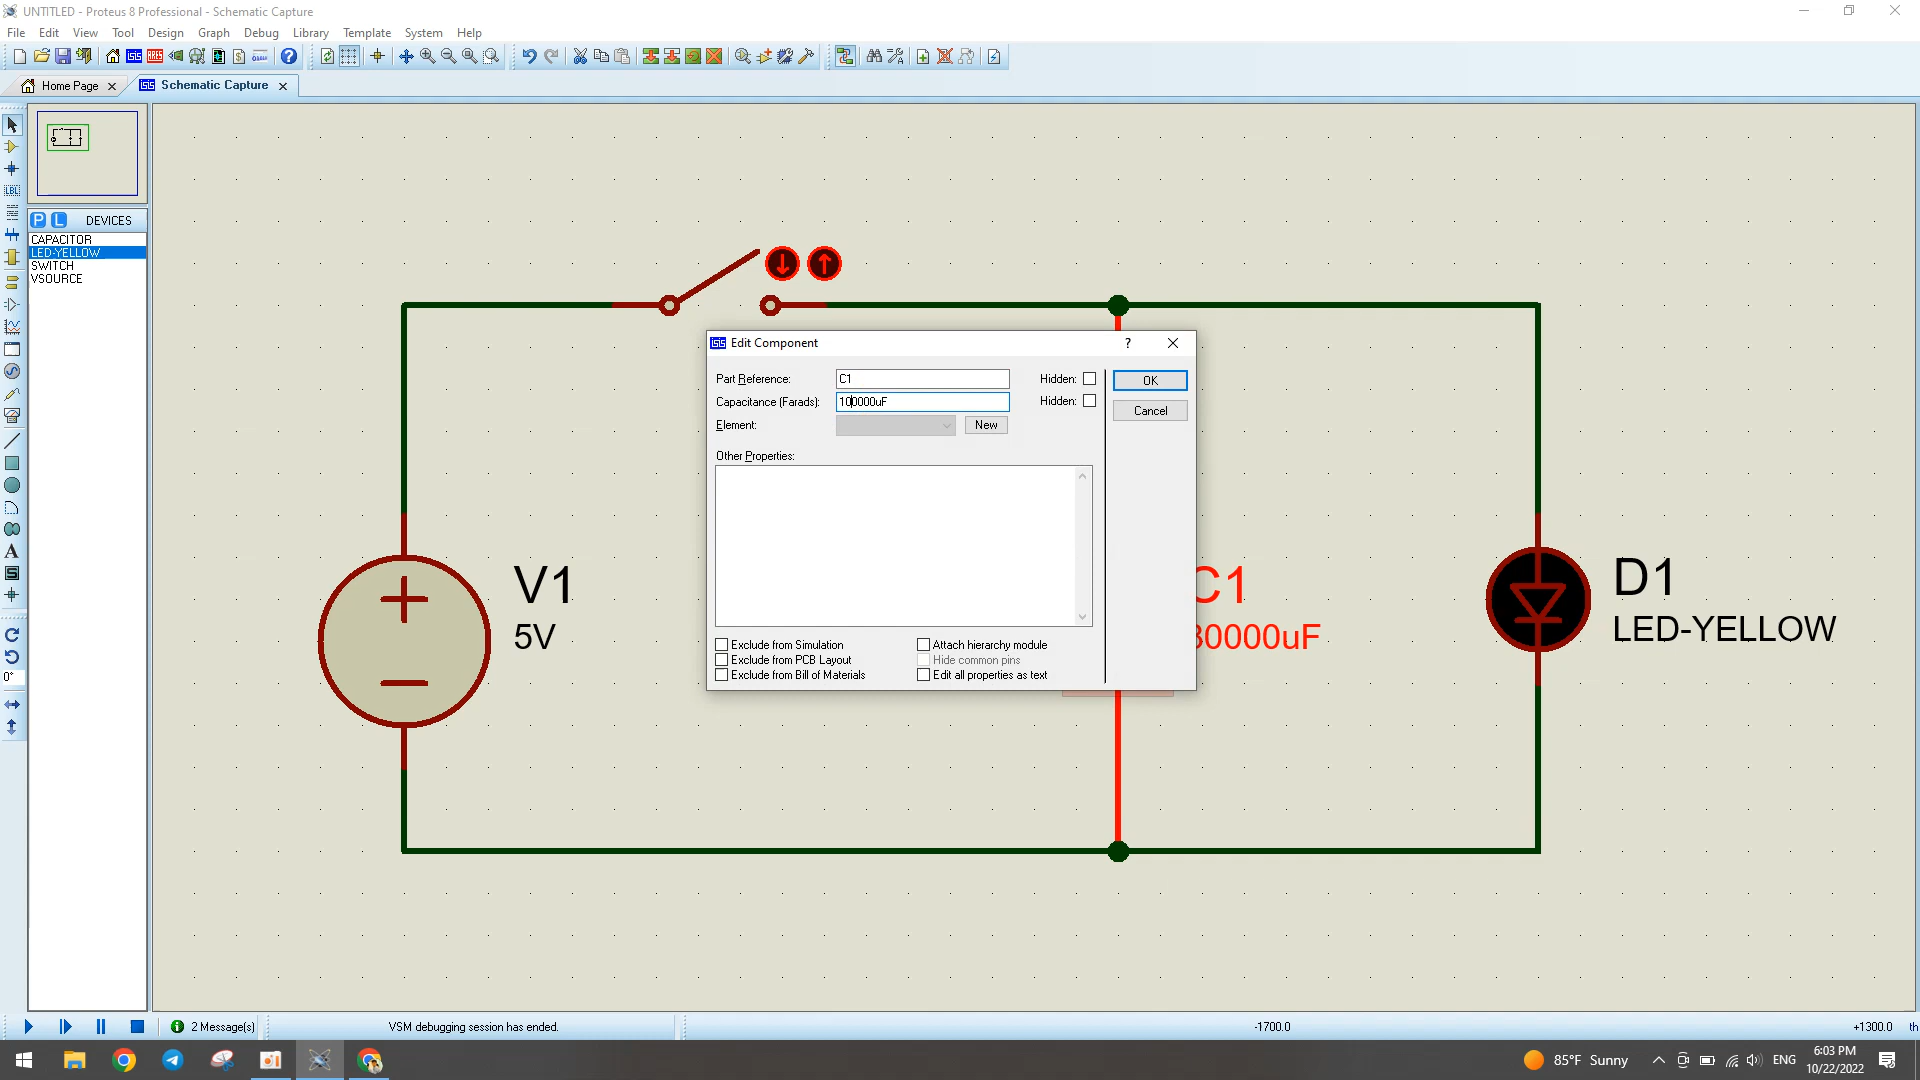 UNTITLED - Proteus 8 Professional - Schematic Capture
File Edit View Tool Design Graph Debug Library Template System Help
Home Page
Schematic Capture
LBL
P L DEVICES
CAPACITOR
LED-YELLOW
SWITCH
VSOURCE
A
S
0°
V1
5V
C1
80000uF
D1
LED-YELLOW
Edit Component
?
Part Reference: C1 Hidden:
Capacitance (Farads): 100000uF Hidden:
Element: New
Other Properties:
OK
Cancel
Exclude from Simulation
Exclude from PCB Layout
Exclude from Bill of Materials
Attach hierarchy module
Hide common pins
Edit all properties as text
2 Message(s) VSM debugging session has ended. -1700.0 +1300.0 th
85°F Sunny ENG 6:03 PM
10/22/2022